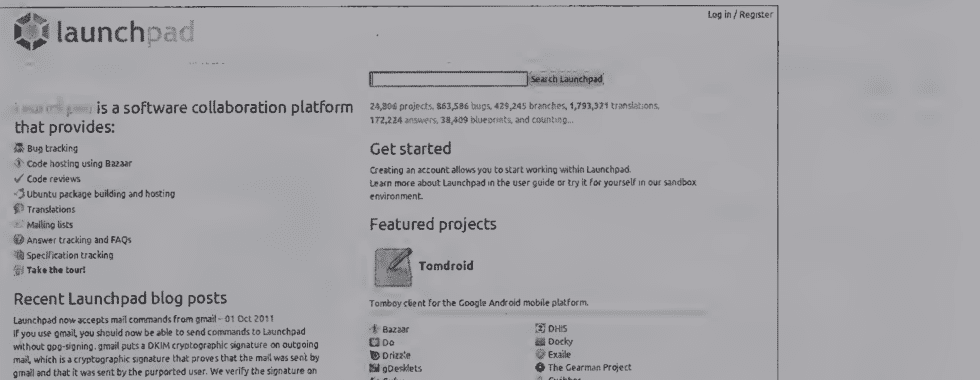 Log in / Register
launchpad
Search Launchpad
is a software collaboration platform
that provides:
Bug tracking
Code hosting using Bazaar
Code reviews
Ubuntu package building and hosting
Translations
Mailing lists
Answer tracking and FAQs
Specification tracking
Take the tour!
Recent Launchpad blog posts
Launchpad now accepts mail commands from gmail – 01 Oct 2011
If you use gmail, you should now be able to send commands to Launchpad
without gpg-signing. gmail puts a DKIM cryptographic signature on outgoing
mail, which is a cryptographic signature that proves that the mail was sent by
gmail and that it was sent by the purported user. We verify the signature on
24,806 projects, 863,586 bugs, 429,245 branches, 1,793,371 translations,
172,224 answers, 38,409 blueprints, and counting...
Get started
Creating an account allows you to start working within Launchpad.
Learn more about Launchpad in the user guide or try it for yourself in our sandbox
environment.
Featured projects
Tomdroid
Tomboy client for the Google Android mobile platform.
Bazaar
Do
Drizzle
gDesklets
DHIS
Docky
Exaile
The Gearman Project